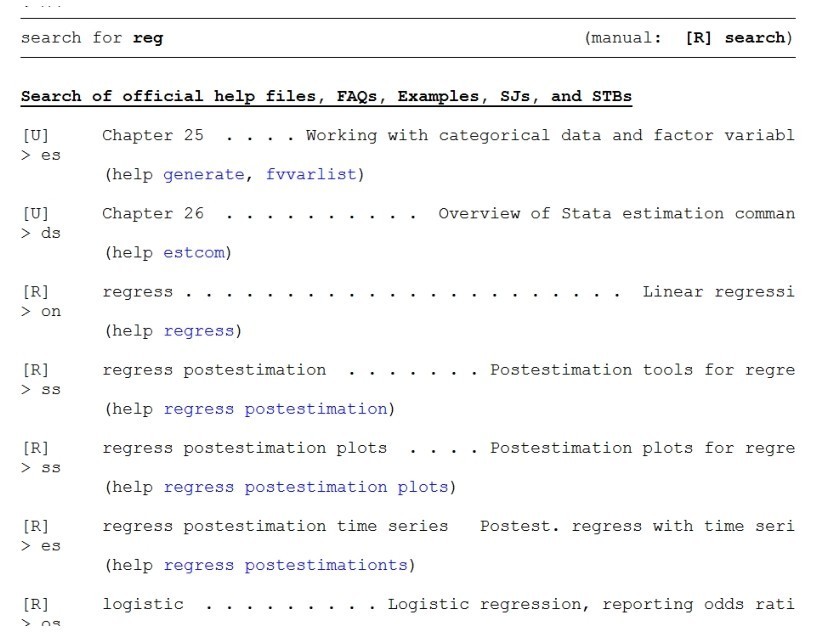 search for reg (manual: [R] search)
Search of official help files, FAQs, Examples, SJs, and STBs
[U] Chapter 25 . . . . Working with categorical data and factor variabl
> es
(help generate, fvvarlist)
[U] Chapter 26 . . . . . . . . . . Overview of Stata estimation comman
> ds
(help estcom)
[R] regress . . . . . . . . . . . . . . . . . . . . . . . . . . Linear regressi
> on
(help regress)
[R] regress postestimation . . . . . . . Postestimation tools for regre
> ss
(help regress postestimation)
[R] regress postestimation plots . . . . Postestimation plots for regre
> ss
(help regress postestimation plots)
[R] regress postestimation time series Postest. regress with time seri
> es
(help regress postestimationts)
[R] logistic . . . . . . . . . Logistic regression, reporting odds rati
> os